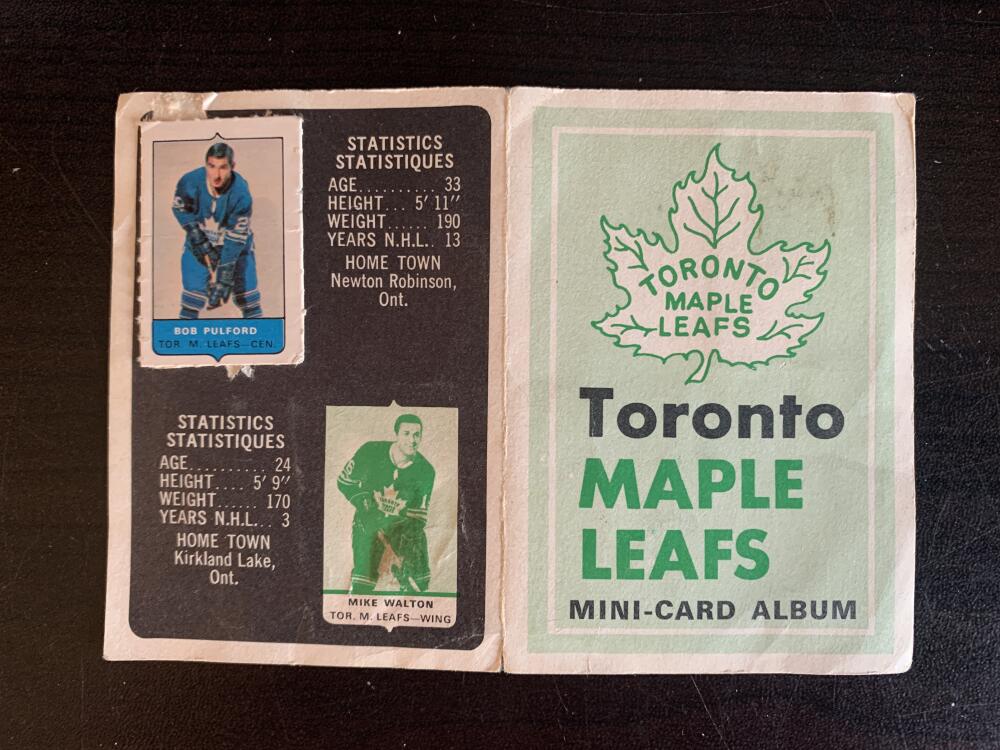 STATISTICS
STATISTIQUES
AGE.......... 33
HEIGHT... 5' 11"
WEIGHT...... 190
YEARS N.H.L.. 13
HOME TOWN
Newton Robinson,
Ont.
BOB PULFORD
TOR. M. LEAFS—CEN.
STATISTICS
STATISTIQUES
AGE.......... 24
HEIGHT.... 5' 9"
WEIGHT...... 170
YEARS N.H.L.. 3
HOME TOWN
Kirkland Lake,
Ont.
MIKE WALTON
TOR. M. LEAFS—WING
TORONTO
MAPLE
LEAFS
Toronto
MAPLE
LEAFS
MINI-CARD ALBUM